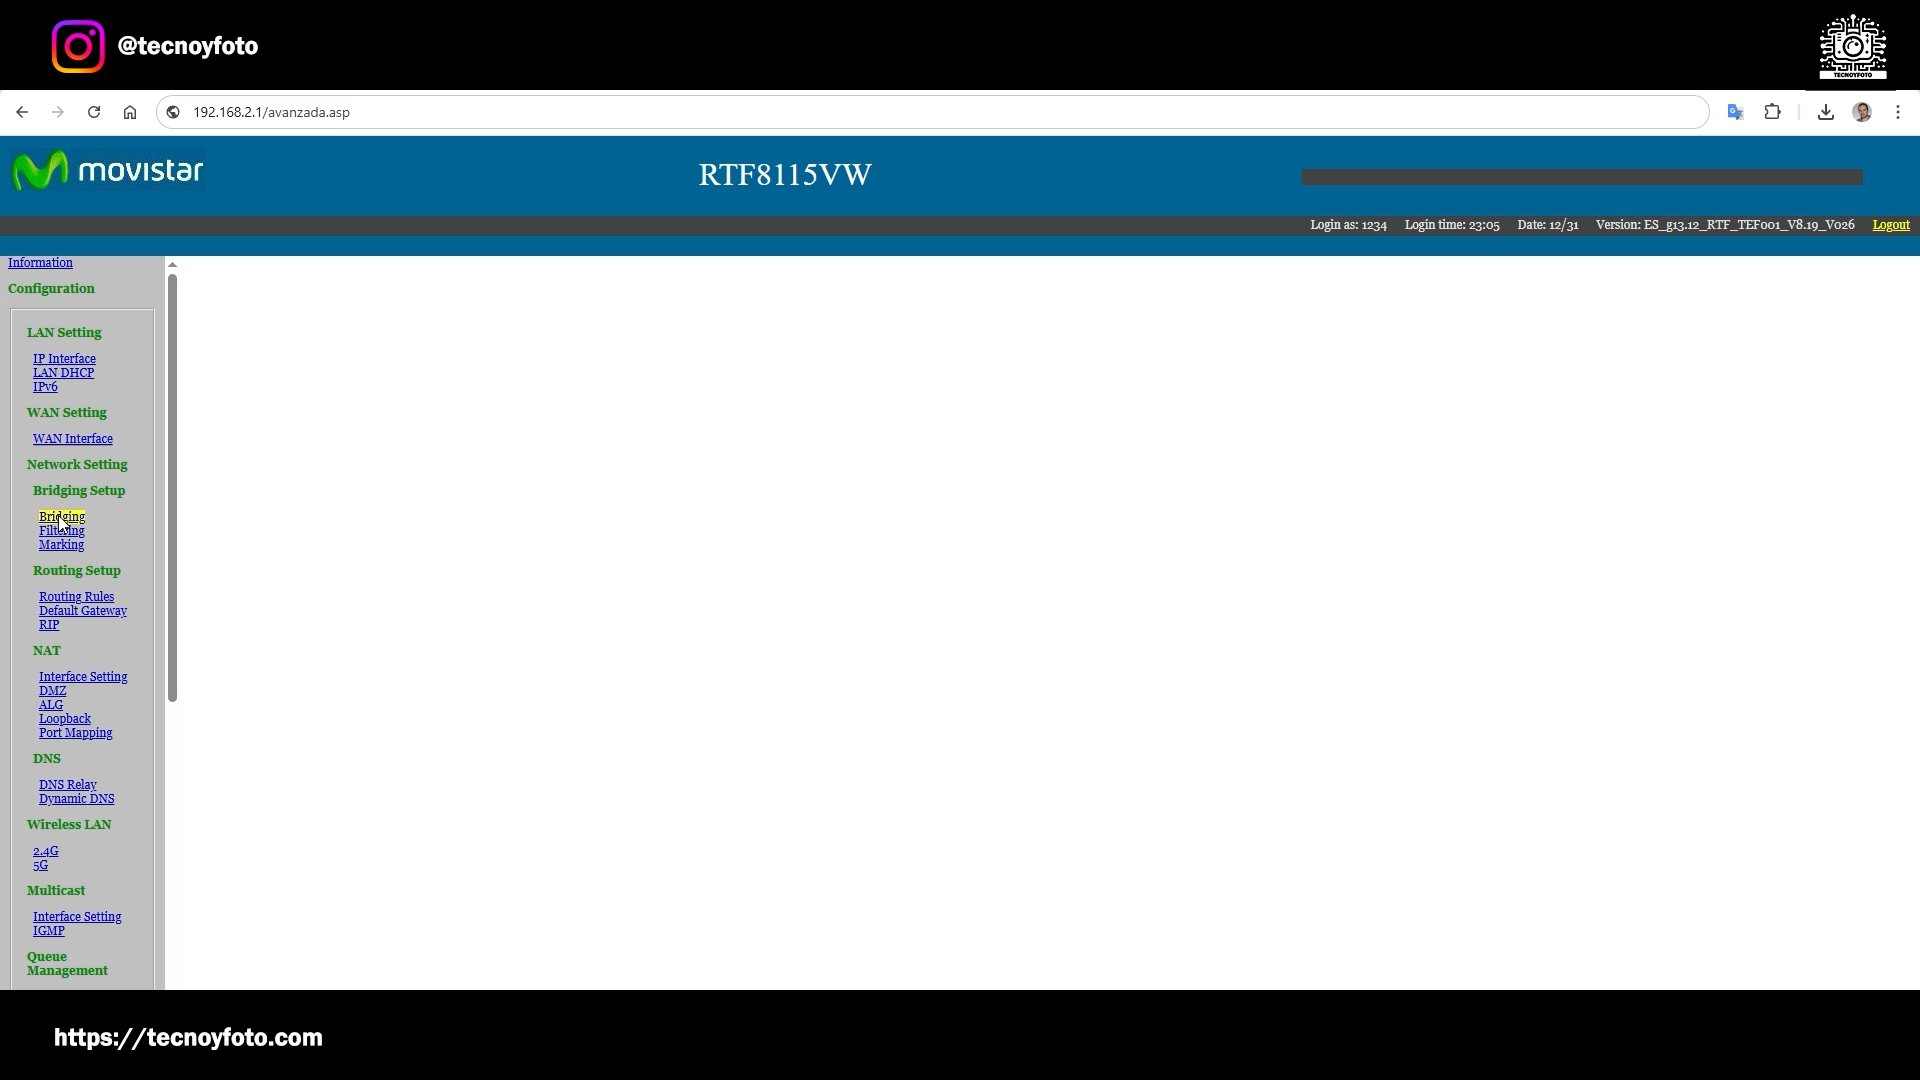 @tecnoyfoto
TECNOYFOTO
192.168.2.1/avanzada.asp
movistar
RTF8115VW
Login as: 1234 Login time: 23:05 Date: 12/31 Version: ES_g13.12_RTF_TEF001_V8.19_V026 Logout
Information
Configuration
LAN Setting
IP Interface
LAN DHCP
IPv6
WAN Setting
WAN Interface
Network Setting
Bridging Setup
Bridging
Filtering
Marking
Routing Setup
Routing Rules
Default Gateway
RIP
NAT
Interface Setting
DMZ
ALG
Loopback
Port Mapping
DNS
DNS Relay
Dynamic DNS
Wireless LAN
2.4G
5G
Multicast
Interface Setting
IGMP
Queue
Management
https://tecnoyfoto.com